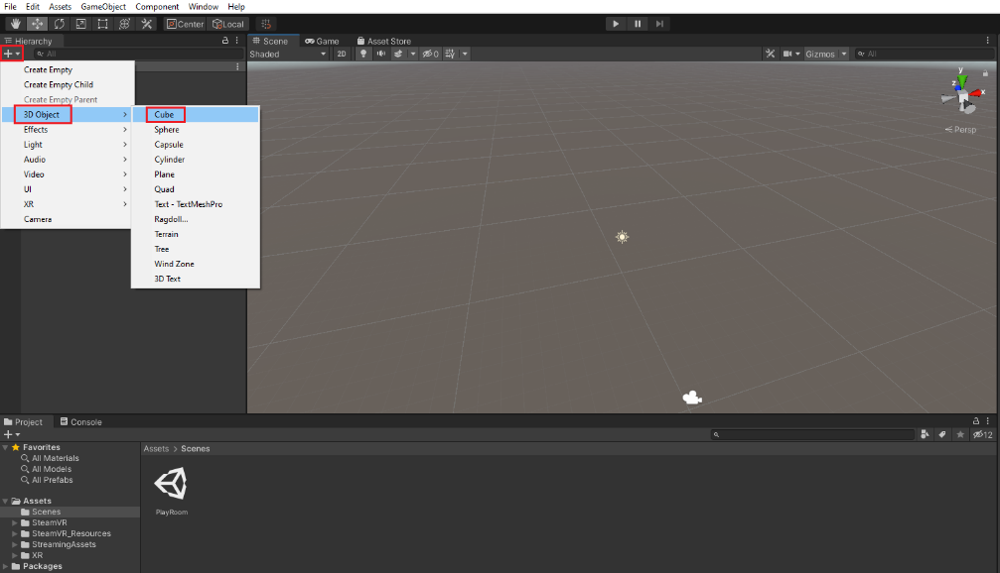 File Edit Assets GameObject Component Window Help
Center Local
Hierarchy
All
Scene Game Asset Store
Shaded 2D 0 Gizmos All
Create Empty
Create Empty Child
Create Empty Parent
3D Object
Effects
Light
Audio
Video
UI
XR
Camera
Cube
Sphere
Capsule
Cylinder
Plane
Quad
Text - TextMeshPro
Ragdoll...
Terrain
Tree
Wind Zone
3D Text
y
z
x
Persp
Project Console
12
Favorites
All Materials
All Models
All Prefabs
Assets
Scenes
SteamVR
SteamVR_Resources
StreamingAssets
XR
Packages
Assets > Scenes
PlayRoom